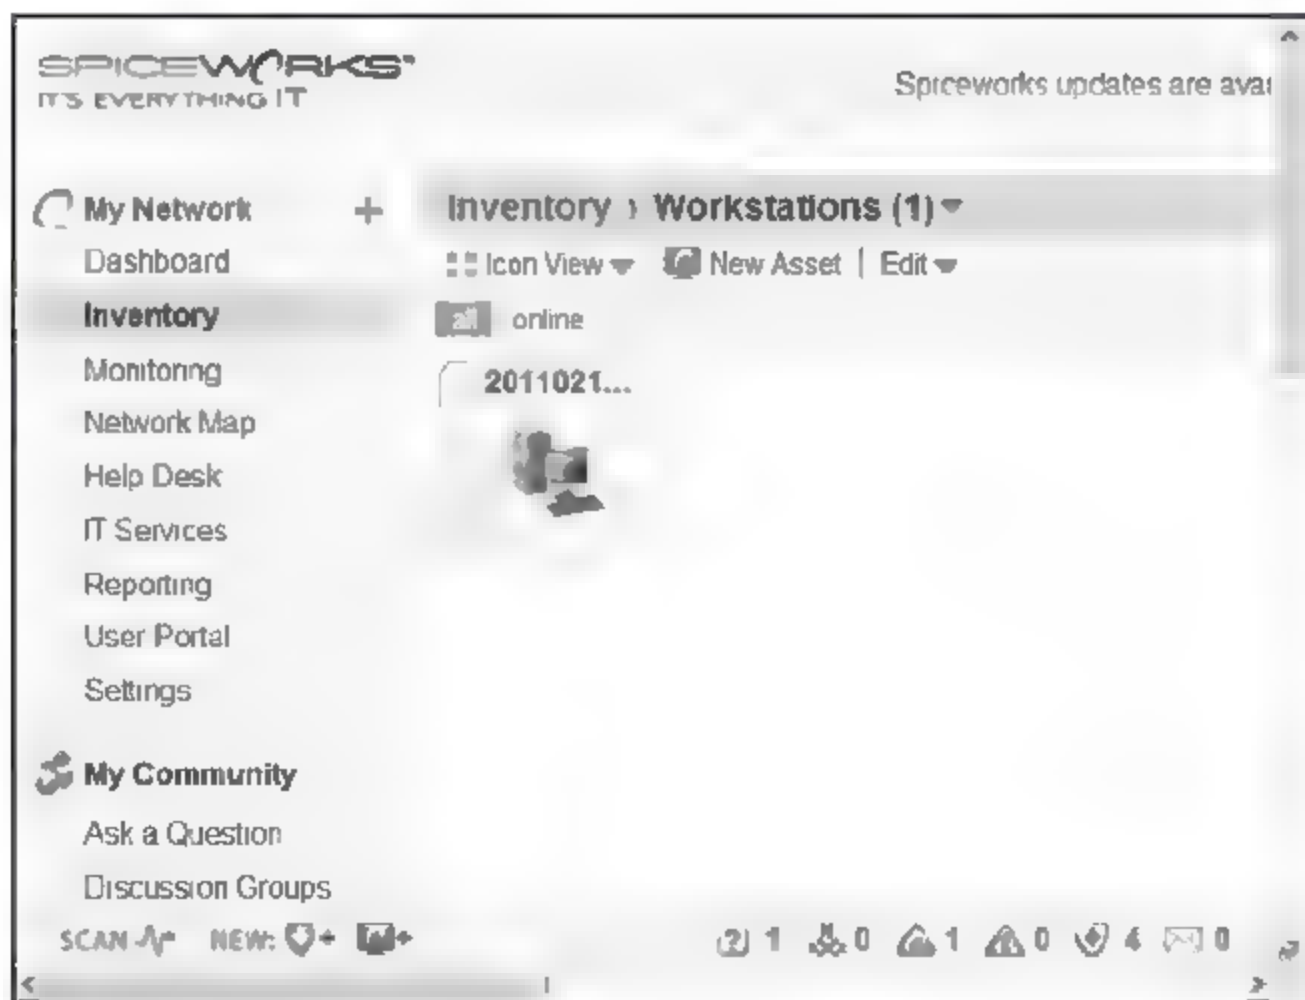 SPICEWORKS
IT'S EVERYTHING IT
Spiceworks updates are avai
My Network +
Dashboard
Inventory
Monitoring
Network Map
Help Desk
IT Services
Reporting
User Portal
Settings
My Community
Ask a Question
Discussion Groups
Inventory › Workstations (1)
Icon View New Asset | Edit
all online
2011021...
SCAN NEW: 1 0 1 0 4 0